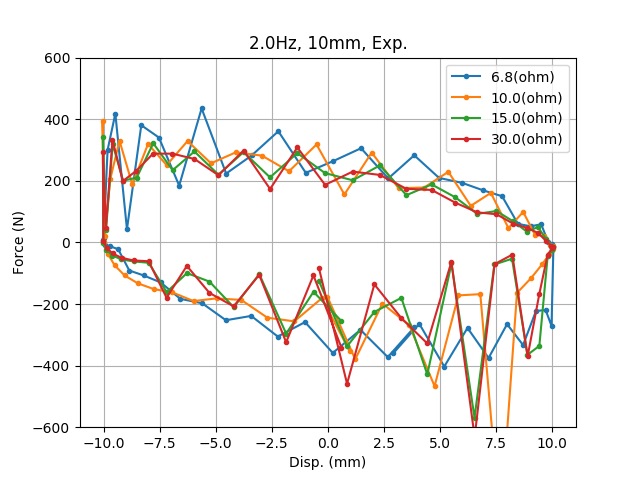 2.0Hz, 10mm, Exp.
600
400
200
0
−200
−400
−600
Force (N)
6.8(ohm)
10.0(ohm)
15.0(ohm)
30.0(ohm)
−10.0 −7.5 −5.0 −2.5 0.0 2.5 5.0 7.5 10.0
Disp. (mm)